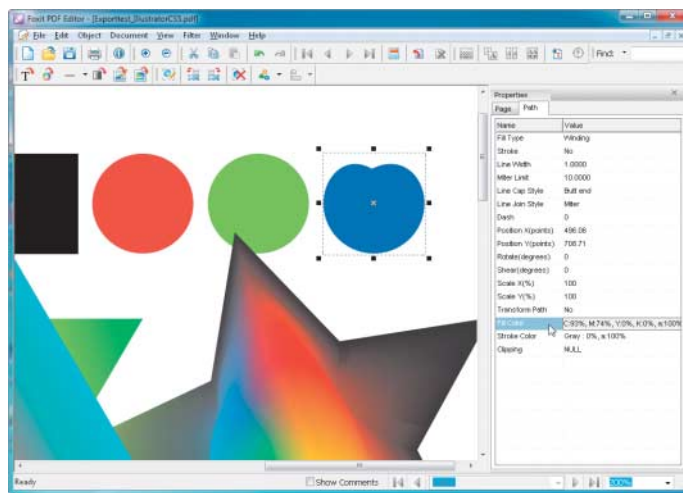 Foxit PDF Editor - [Exporttest_IllustratorCS5.pdf]
File Edit Object Document View Filter Window Help
Find:
Properties
Page Path
Name Value
Fill Type Winding
Stroke No
Line Width 1.0000
Miter Limit 10.0000
Line Cap Style Butt end
Line Join Style Miter
Dash 0
Position X(points) 496.06
Position Y(points) 708.71
Rotate(degrees) 0
Shear(degrees) 0
Scale X(%) 100
Scale Y(%) 100
Transform Path No
Fill Color C:93%, M:74%, Y:0%, K:0%, a:100%
Stroke Color Gray : 0%, a:100%
Clipping NULL
Ready Show Comments 200%